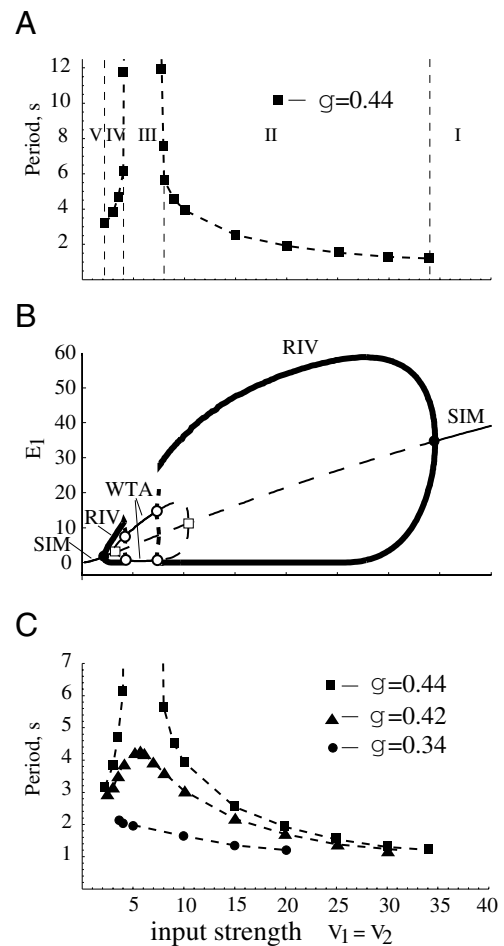 A
12
10
8
6
4
2
Period, s
g=0.44
V
IV
III
II
I
B
60
50
40
30
20
10
0
E1
RIV
SIM
WTA
RIV
SIM
C
7
6
5
4
3
2
1
Period, s
g=0.44
g=0.42
g=0.34
0
5
10
15
20
25
30
35
40
input strength V1 = V2